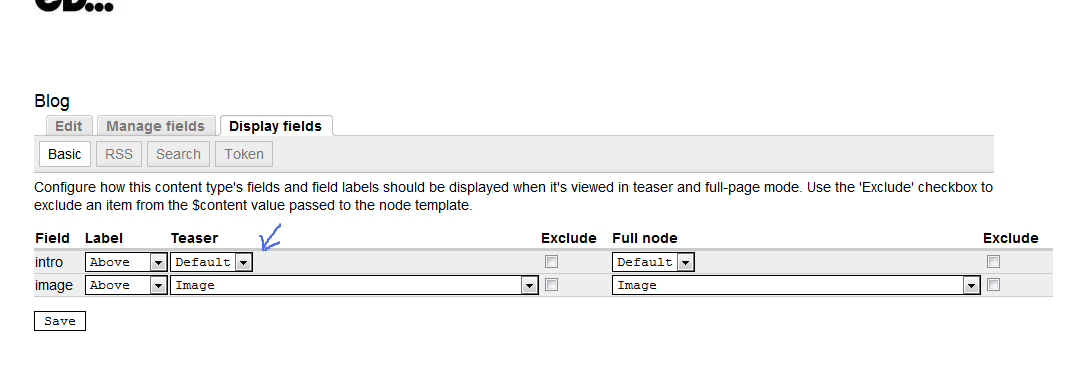 Blog
Edit Manage fields Display fields
Basic RSS Search Token
Configure how this content type's fields and field labels should be displayed when it's viewed in teaser and full-page mode. Use the 'Exclude' checkbox to
exclude an item from the $content value passed to the node template.
Field Label Teaser Exclude Full node Exclude
intro Above Default Default
image Above Image Image
Save